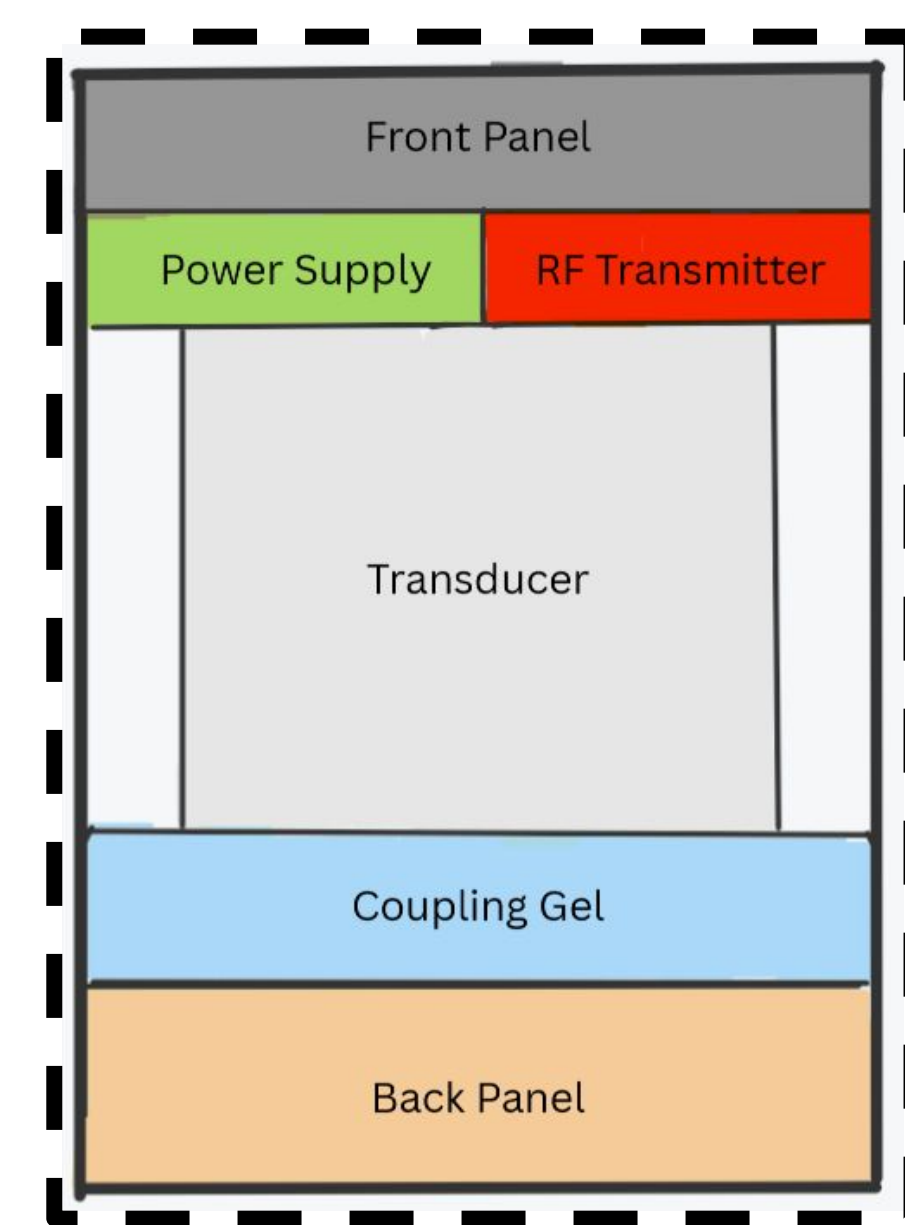 Front Panel
Power Supply
RF Transmitter
Transducer
Coupling Gel
Back Panel